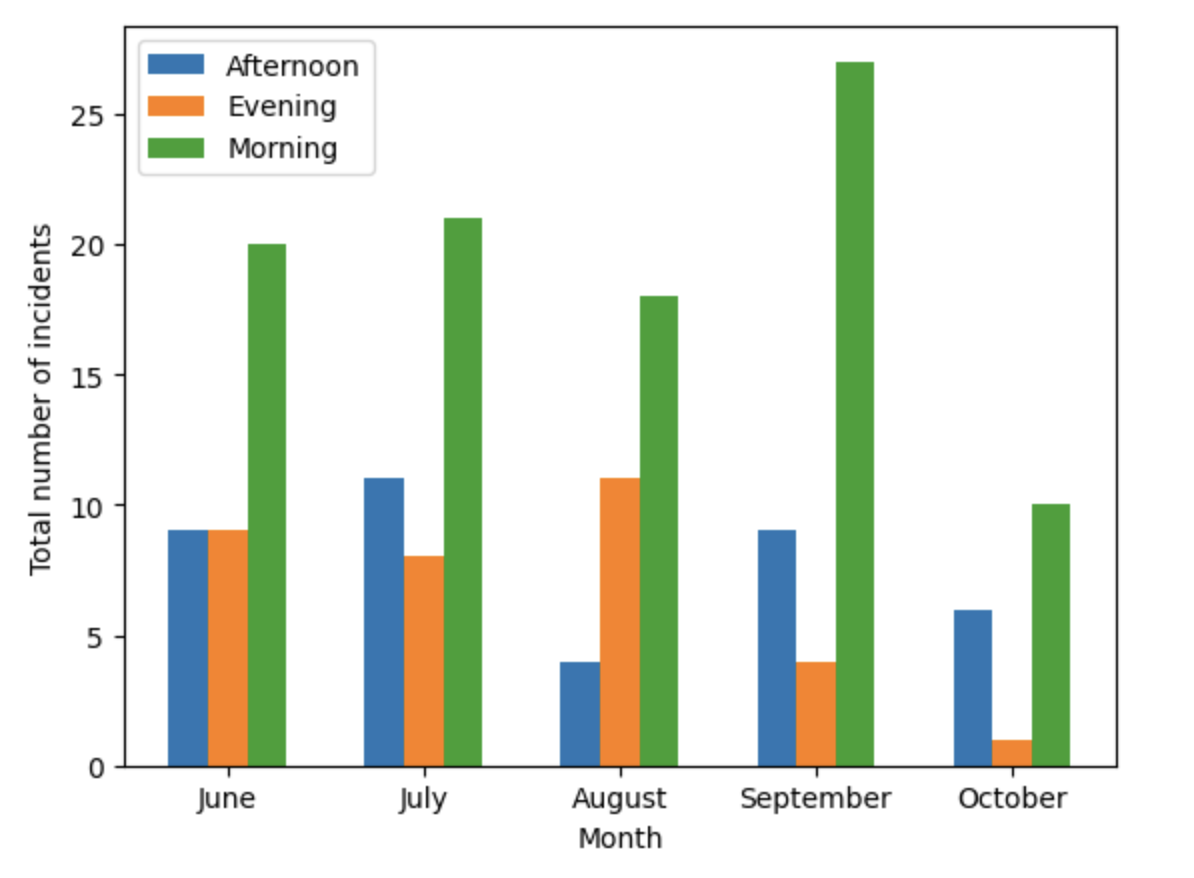 Afternoon
Evening
Morning
25
20
15
10
5
0
Total number of incidents
June July August September October
Month